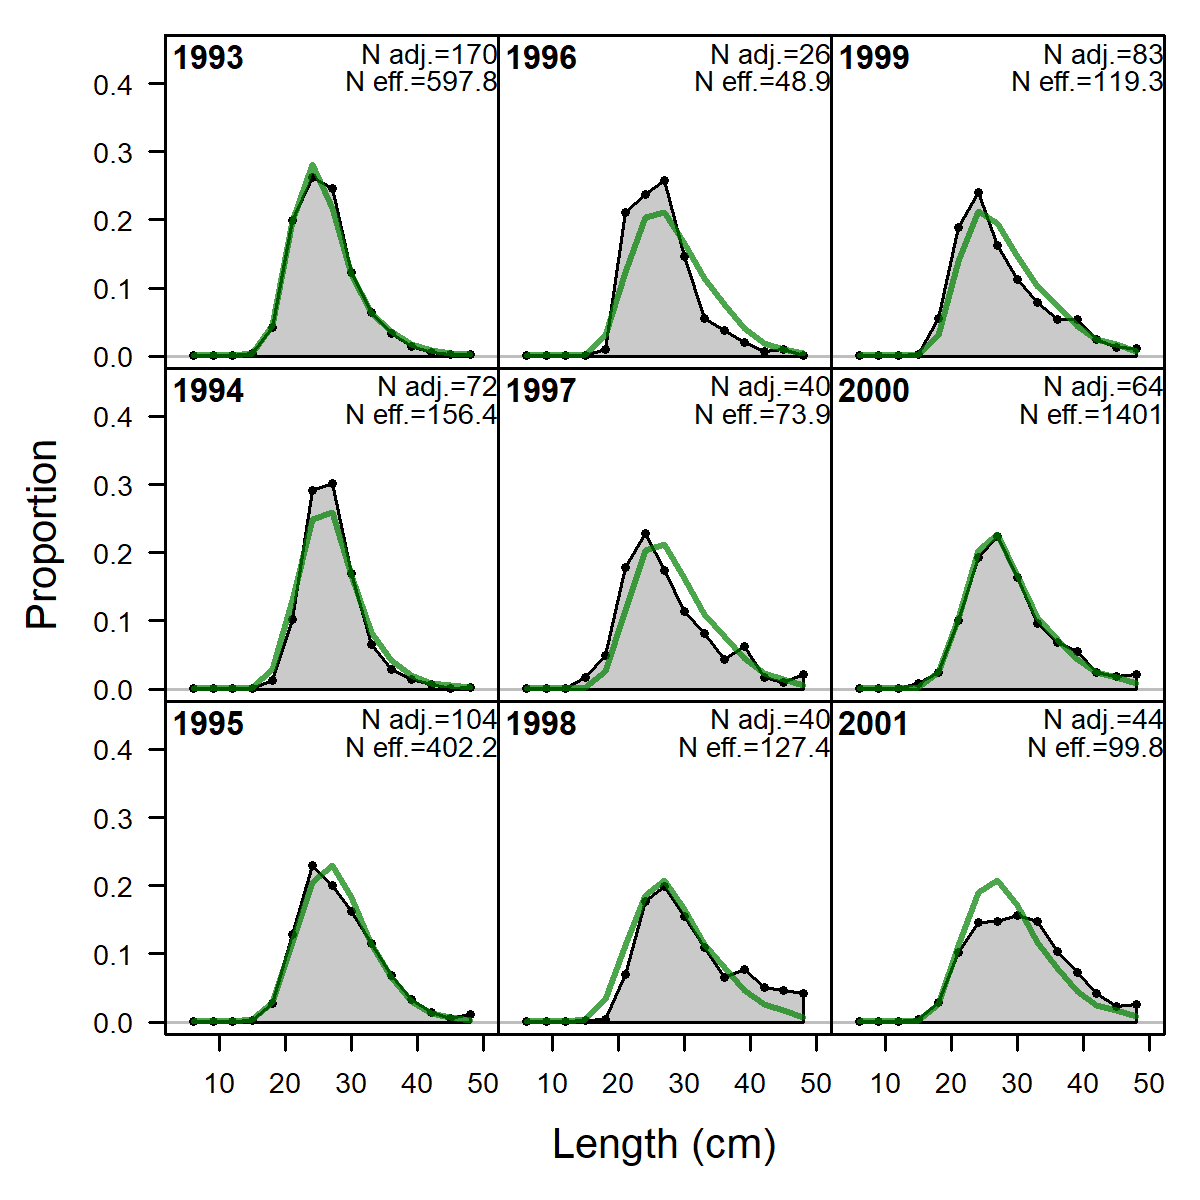 1993
N adj.=170
N eff.=597.8
1996
N adj.=26
N eff.=48.9
1999
N adj.=83
N eff.=119.3
0.4
0.3
0.2
0.1
0.0
1994
N adj.=72
N eff.=156.4
1997
N adj.=40
N eff.=73.9
2000
N adj.=64
N eff.=1401
0.4
0.3
0.2
0.1
0.0
1995
N adj.=104
N eff.=402.2
1998
N adj.=40
N eff.=127.4
2001
N adj.=44
N eff.=99.8
0.4
0.3
0.2
0.1
0.0
10 20 30 40 50
10 20 30 40 50
10 20 30 40 50
Proportion
Length (cm)